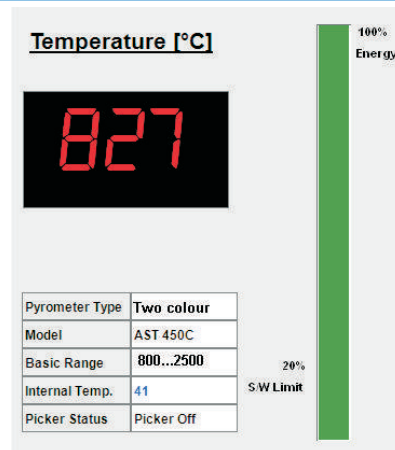 Temperature [°C]
827
100%
Energy
Pyrometer Type Two colour
Model AST 450C
Basic Range 800...2500
Internal Temp. 41
Picker Status Picker Off
20%
S/W Limit